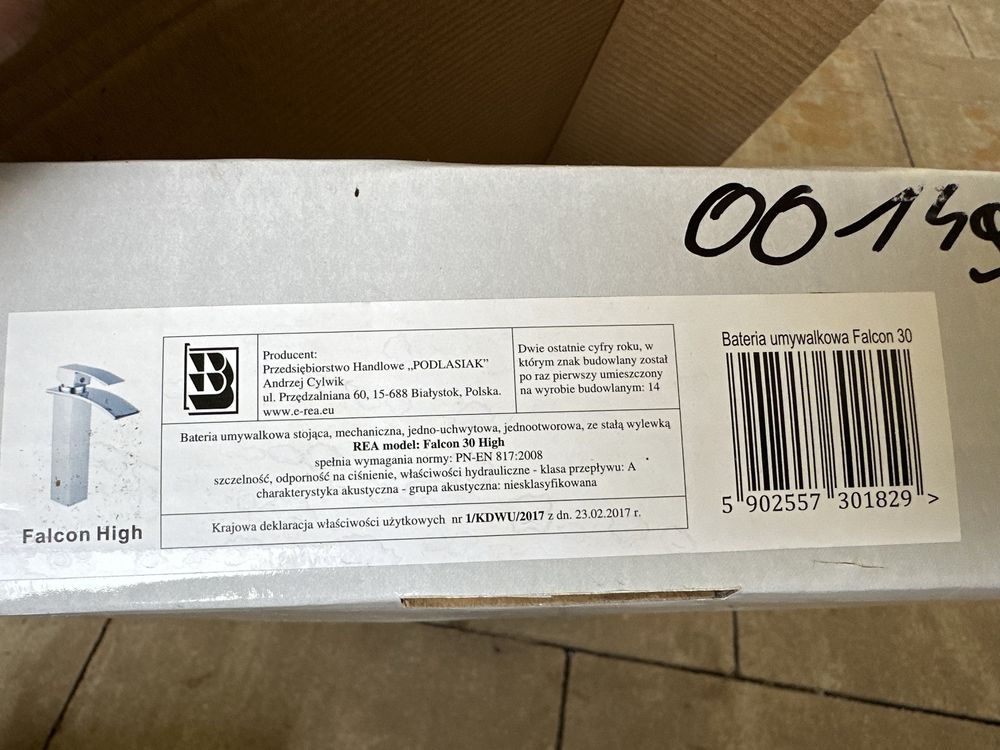 00149
Falcon High
Producent:
Przedsiębiorstwo Handlowe „PODLASIAK”
Andrzej Cylwik
ul. Przędzalniana 60, 15-688 Białystok, Polska.
www.e-rea.eu
Dwie ostatnie cyfry roku, w
którym znak budowlany został
po raz pierwszy umieszczony
na wyrobie budowlanym: 14
Bateria umywalkowa stojąca, mechaniczna, jedno-uchwytowa, jednootworowa, ze stałą wylewką
REA model: Falcon 30 High
spełnia wymagania normy: PN-EN 817:2008
szczelność, odporność na ciśnienie, właściwości hydrauliczne - klasa przepływu: A
charakterystyka akustyczna - grupa akustyczna: niesklasyfikowana
Krajowa deklaracja właściwości użytkowych nr 1/KDWU/2017 z dn. 23.02.2017 r.
Bateria umywalkowa Falcon 30
5 902557 301829 >